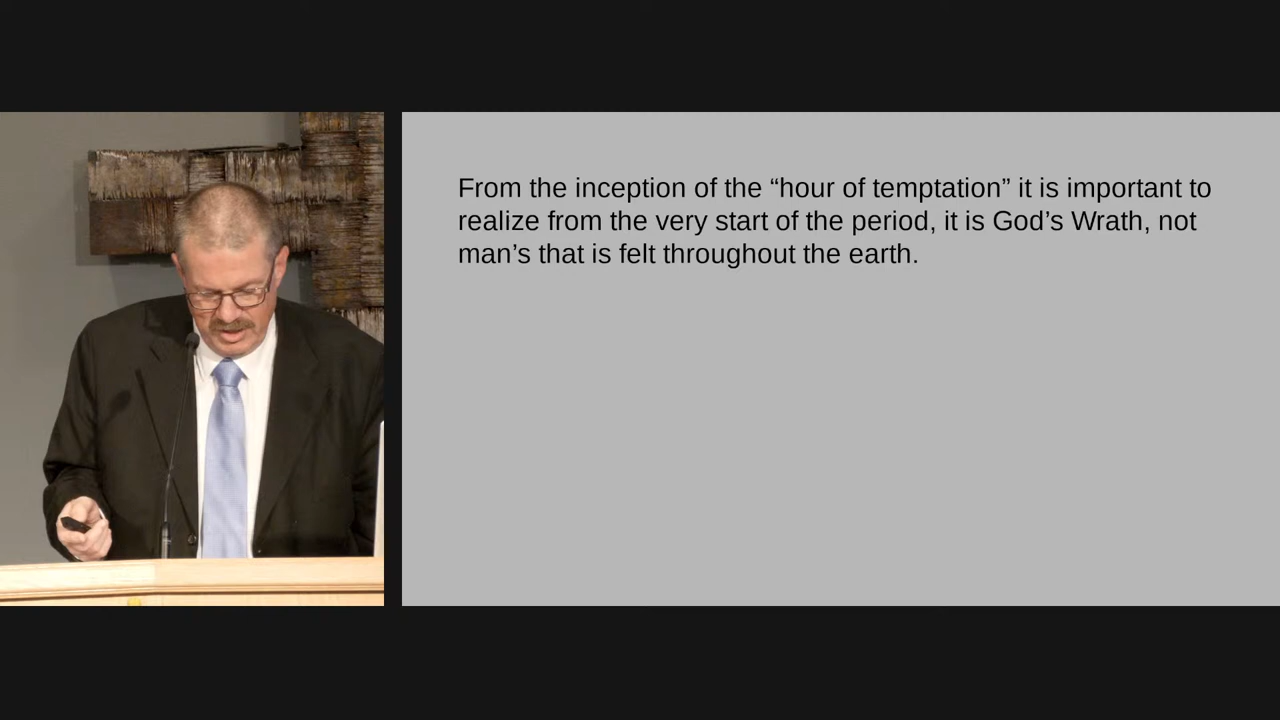 From the inception of the “hour of temptation” it is important to
realize from the very start of the period, it is God’s Wrath, not
man’s that is felt throughout the earth.